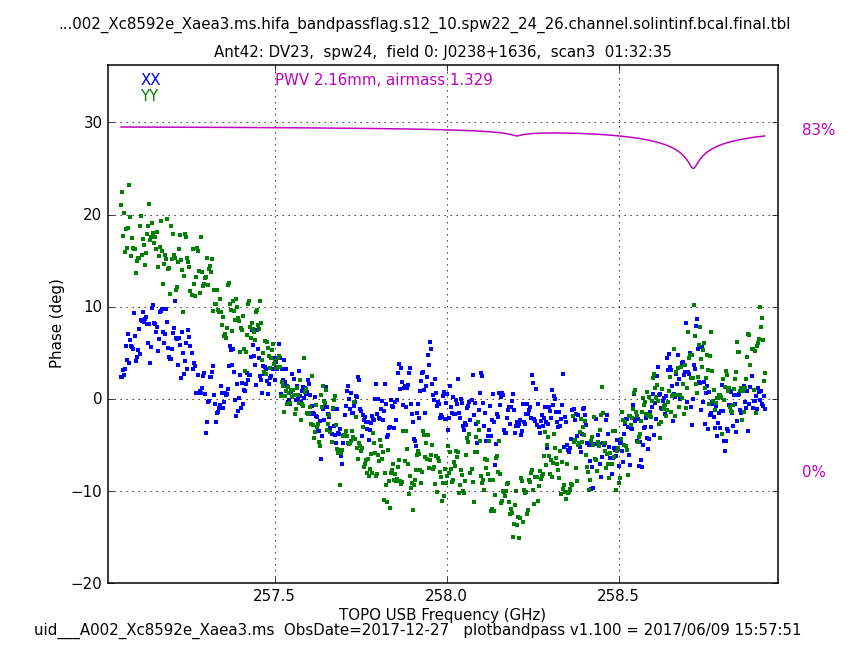 ...002_Xc8592e_Xaea3.ms.hifa_bandpassflag.s12_10.spw22_24_26.channel.solintinf.bcal.final.tbl
Ant42: DV23,  spw24,  field 0: J0238+1636,  scan3  01:32:35
XX
PWV 2.16mm, airmass 1.329
YY
83%
0%
30
20
10
0
−10
−20
Phase (deg)
257.5
258.0
258.5
TOPO USB Frequency (GHz)
uid___A002_Xc8592e_Xaea3.ms  ObsDate=2017-12-27   plotbandpass v1.100 = 2017/06/09 15:57:51